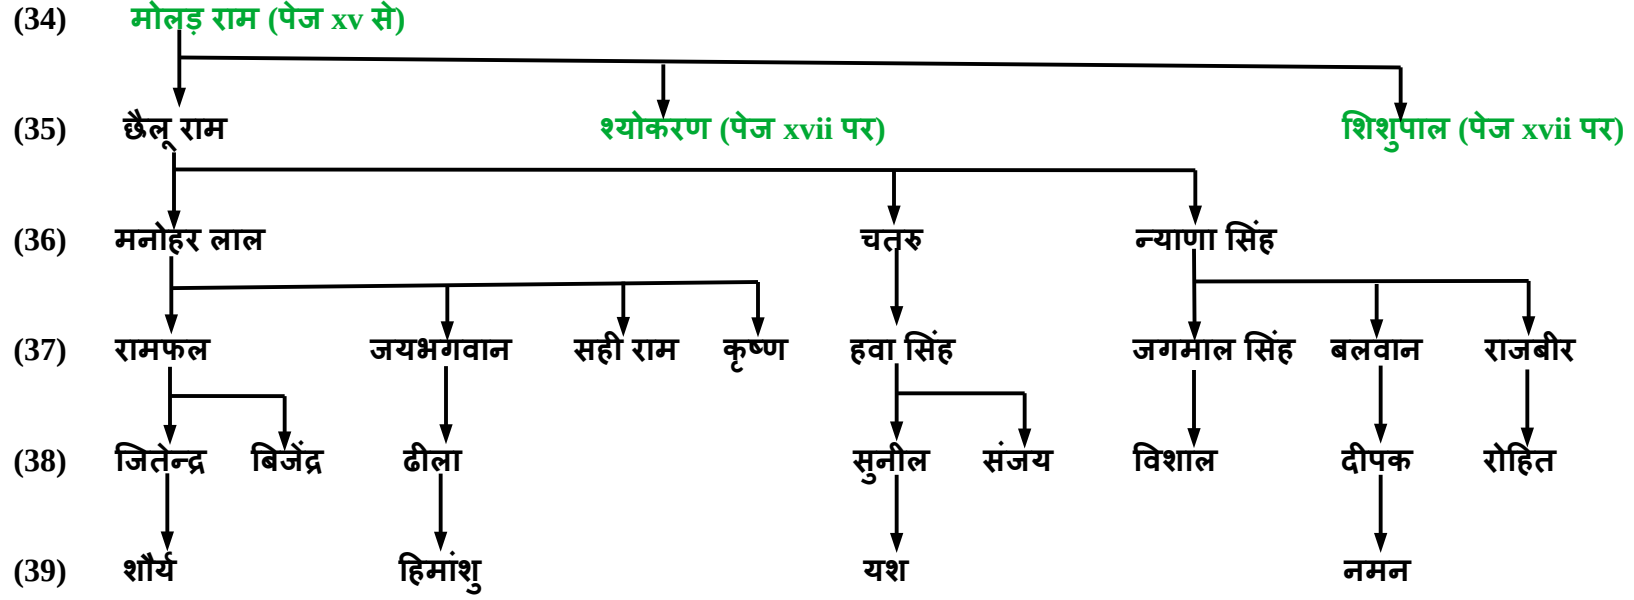 (34) मोलड़ राम (पेज xv से)
(35) छैलू राम श्योकरण (पेज xvii पर) शिशुपाल (पेज xvii पर)
(36) मनोहर लाल चतरु न्याणा सिंह
(37) रामफल जयभगवान सही राम कृष्ण हवा सिंह जगमाल सिंह बलवान राजबीर
(38) जितेन्द्र बिजेंद्र ढीला सुनील संजय विशाल दीपक रोहित
(39) शौर्य हिमांशु यश नमन